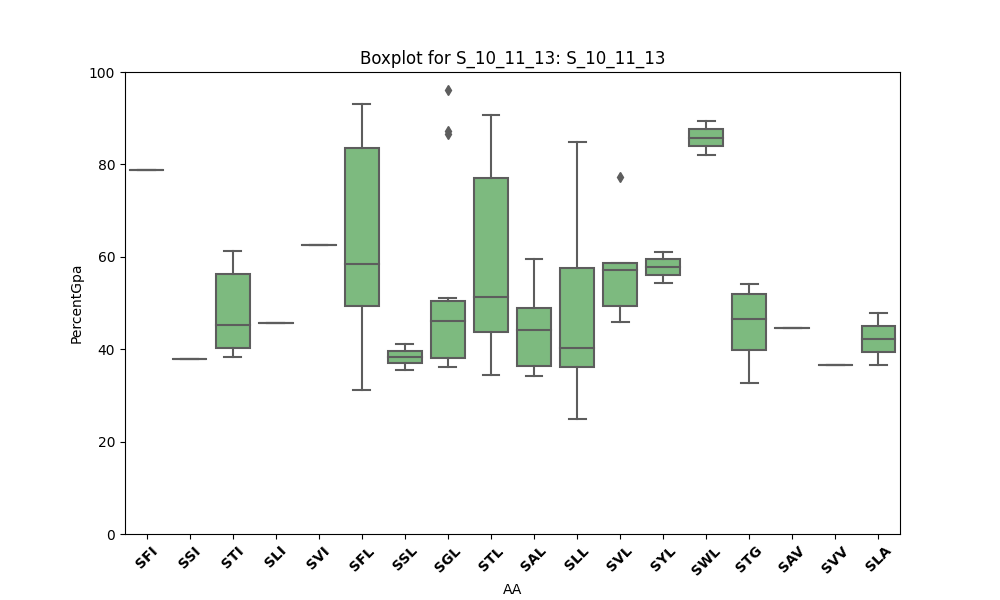 Boxplot for S_10_11_13: S_10_11_13
100
80
60
40
20
0
PercentGpa
SFI SSI STI SLI SVI SFL SSL SGL STL SAL SLL SVL SYL SWL STG SAV SVV SLA
AA